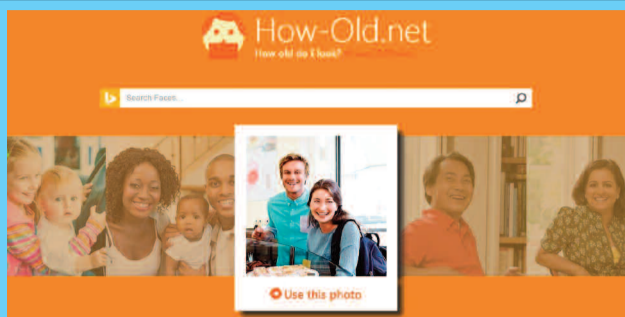 How-Old.net
How old do I look?
Search Faces...
Use this photo